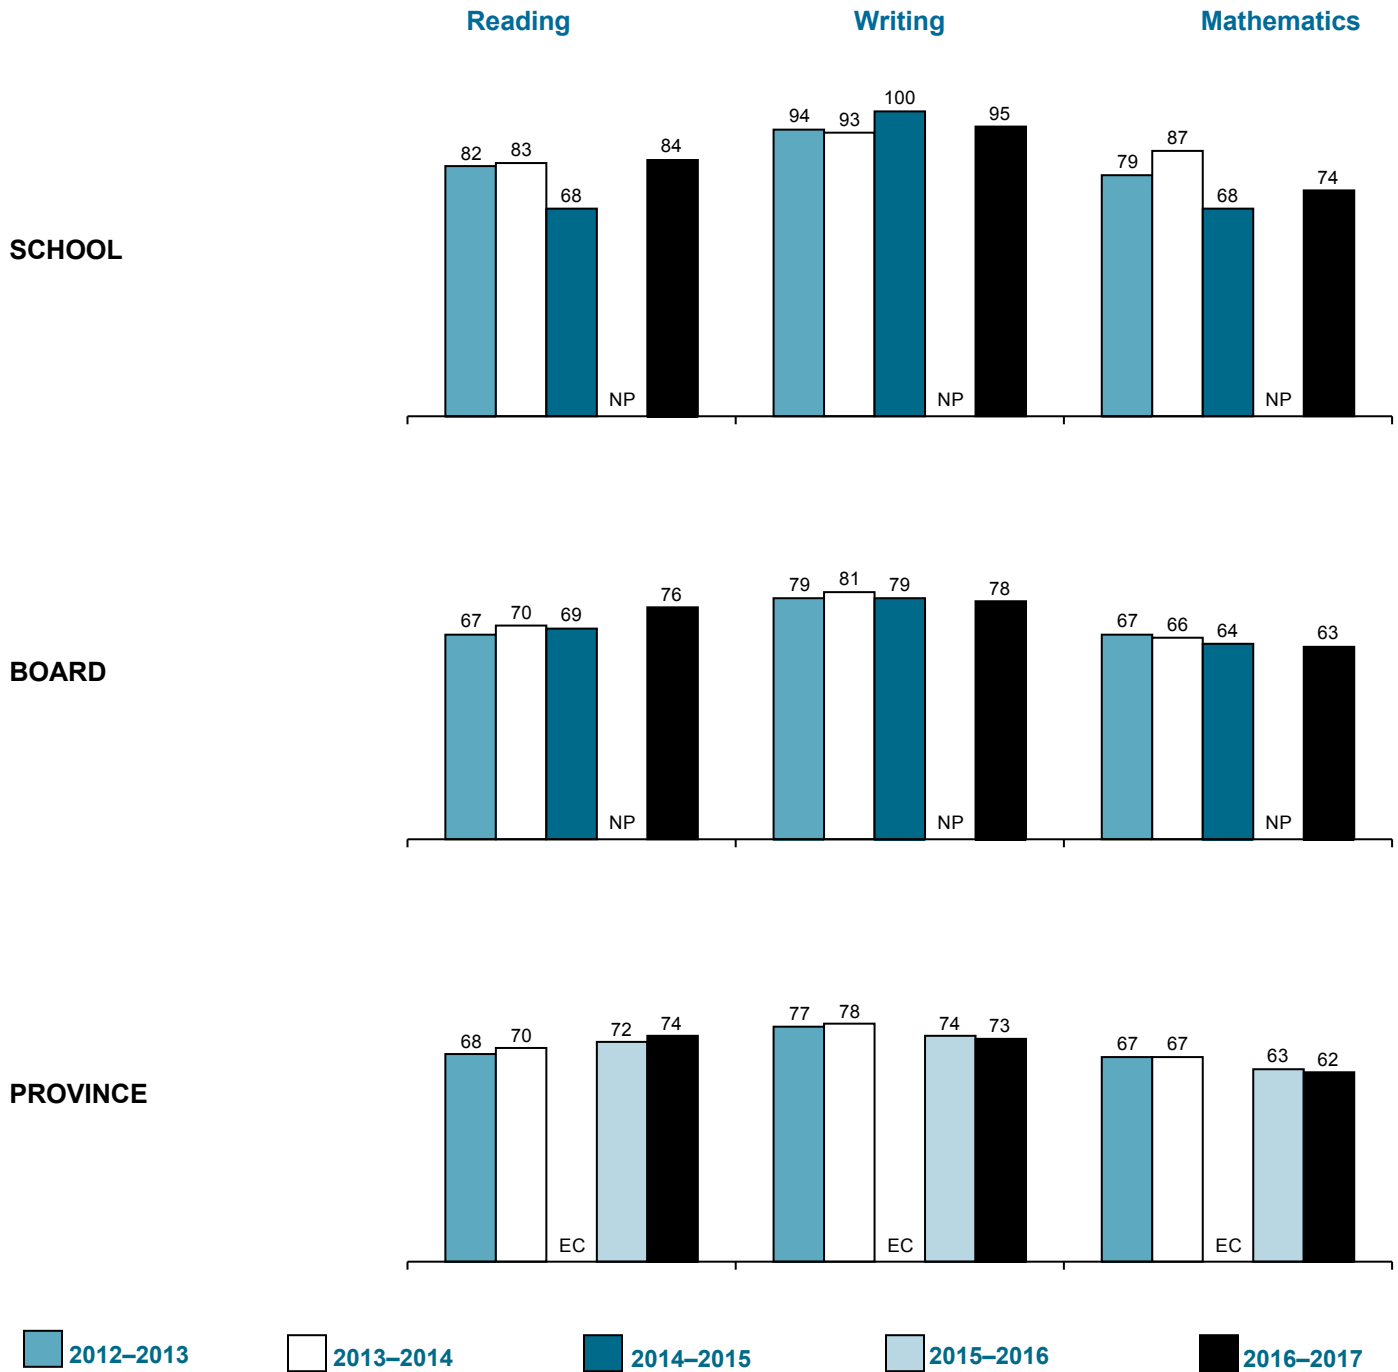 Reading Writing Mathematics
SCHOOL
82 83 68 NP 84 94 93 100 NP 95 79 87 68 NP 74
BOARD
67 70 69 NP 76 79 81 79 NP 78 67 66 64 NP 63
PROVINCE
68 70 EC 72 74 77 78 EC 74 73 67 67 EC 63 62
2012–2013 2013–2014 2014–2015 2015–2016 2016–2017